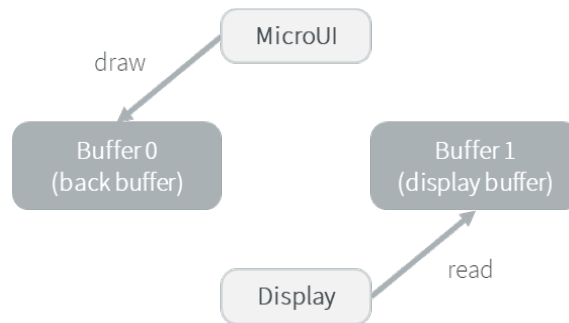 MicroUI
draw
Buffer 0
(back buffer)
Buffer 1
(display buffer)
read
Display